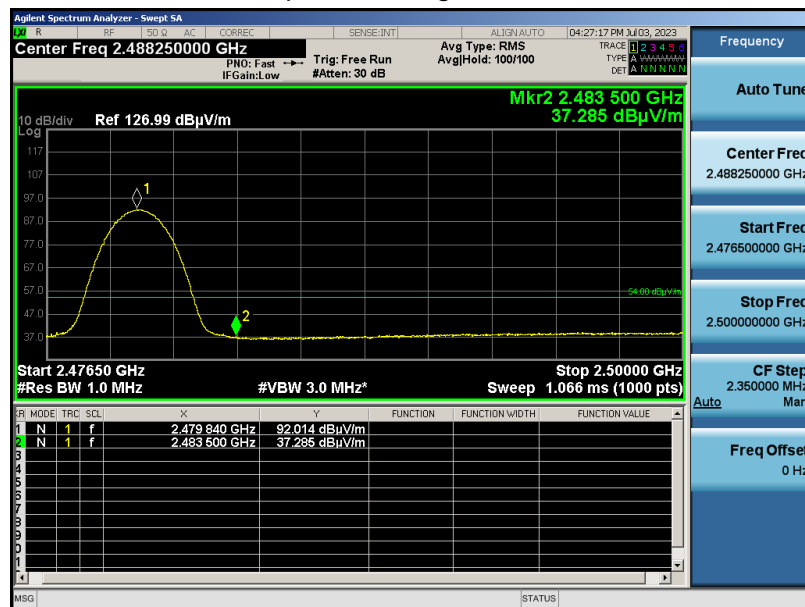 Agilent Spectrum Analyzer - Swept SA
LXI R RF 50 Ω AC CORREC SENSE:INT ALIGN AUTO 04:27:17 PM Jul 03, 2023
Center Freq 2.488250000 GHz
PNO: Fast
IFGain:Low
Trig: Free Run
#Atten: 30 dB
Avg Type: RMS
Avg|Hold: 100/100
TRACE 1 2 3 4 5 6
TYPE A
DET A N N N N N
Mkr2 2.483 500 GHz
37.285 dBµV/m
10 dB/div Ref 126.99 dBµV/m
Log
117
107
97.0
87.0
77.0
67.0
57.0
47.0
37.0
1
2
54.00 dBµV/m
Start 2.47650 GHz Stop 2.50000 GHz
#Res BW 1.0 MHz #VBW 3.0 MHz* Sweep 1.066 ms (1000 pts)
MODE TRC SCL X Y FUNCTION FUNCTION WIDTH FUNCTION VALUE
1 N 1 f 2.479 840 GHz 92.014 dBµV/m
2 N 1 f 2.483 500 GHz 37.285 dBµV/m
3
4
5
6
7
8
9
MSG STATUS
Frequency
Auto Tune
Center Freq
2.488250000 GHz
Start Freq
2.476500000 GHz
Stop Freq
2.500000000 GHz
CF Step
2.350000 MHz
Auto Man
Freq Offset
0 Hz